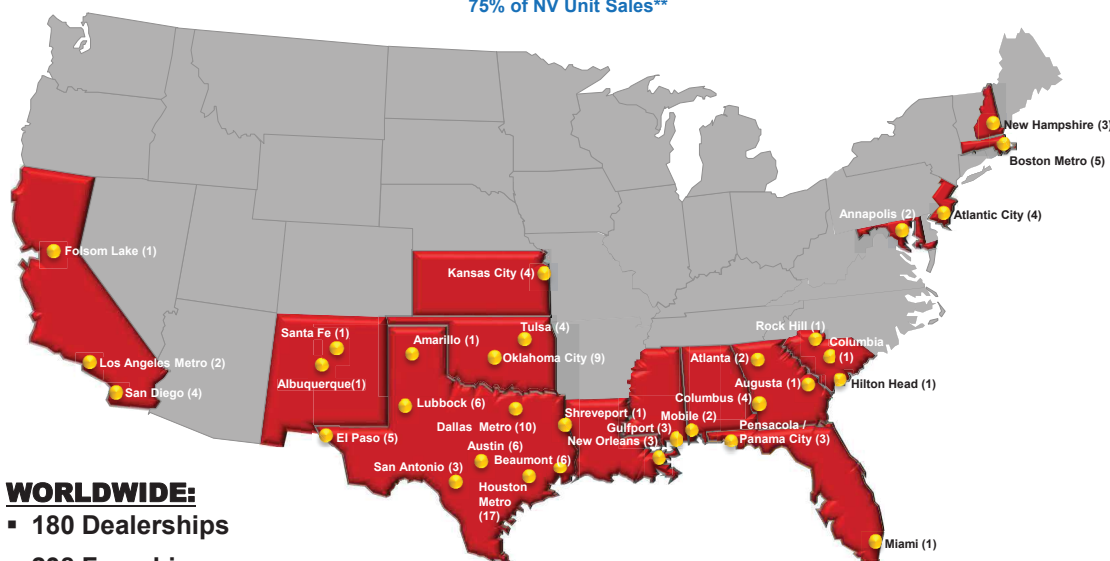 75% of NV Unit Sales**
New Hampshire (3)
Boston Metro (5)
Annapolis (2)
Atlantic City (4)
Folsom Lake (1)
Kansas City (4)
Tulsa (4)
Rock Hill (1)
Santa Fe (1)
Amarillo (1)
Columbia
(1)
Oklahoma City (9)
Atlanta (2)
Los Angeles Metro (2)
Albuquerque(1)
Augusta (1)
Hilton Head (1)
San Diego (4)
Columbus (4)
Lubbock (6)
Shreveport (1)
Mobile (2)
Dallas Metro (10)
Gulfport (3)
Pensacola /
Panama City (3)
El Paso (5)
New Orleans (3)
Austin (6)
Beaumont (6)
San Antonio (3)
Houston
Metro
(17)
WORLDWIDE:
▪ 180 Dealerships
Miami (1)